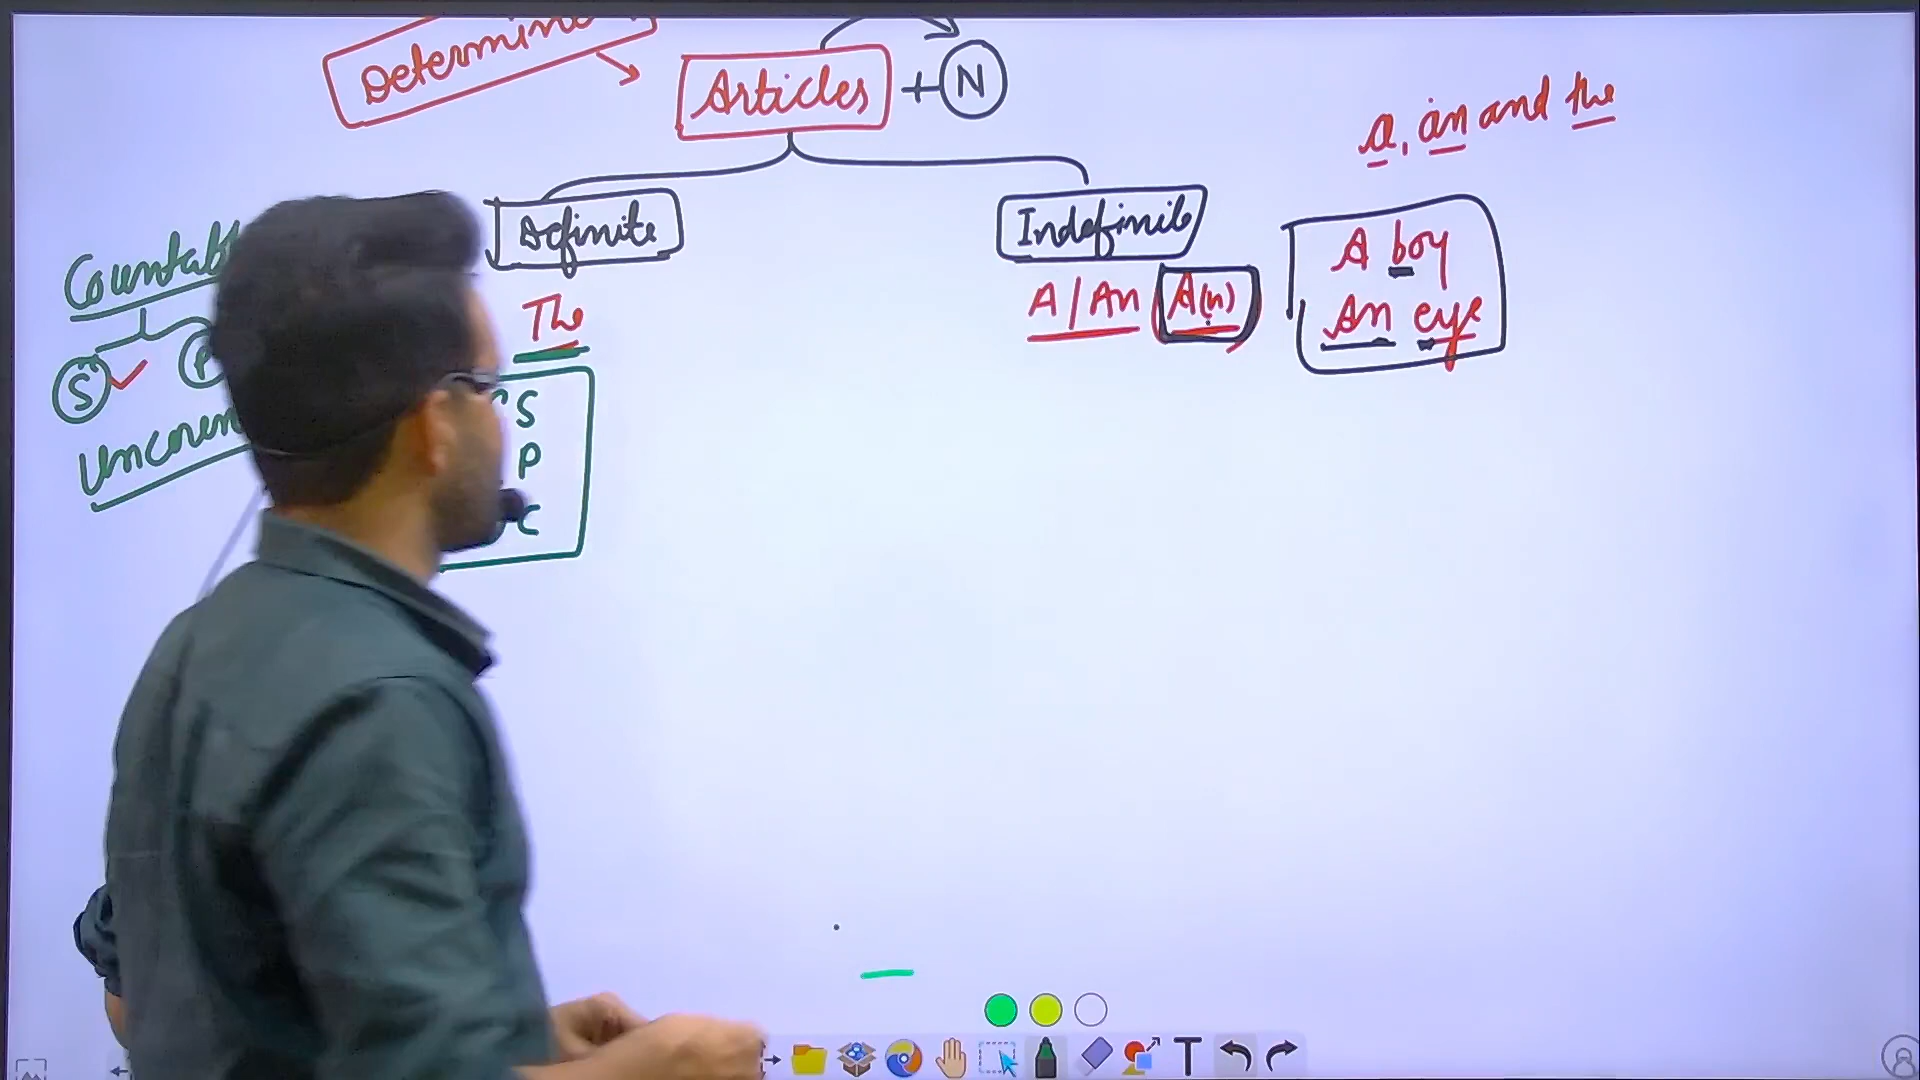 Articles + N
a, an and the
Definite
Indefinite
The
A/An A(n)
A boy
An eye
S
P
S
P
C
T